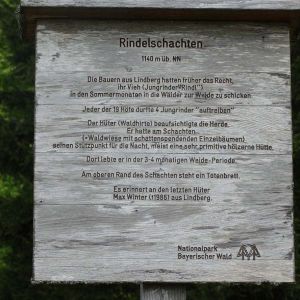 Rindelschachten
1140 m üb. NN
Die Bauern aus Lindberg hatten früher das Recht,
ihr Vieh (Jungrinder="Rindl")
in den Sommermonaten in die Wälder zur Weide zu schicken.
Jeder der 19 Höfe durfte 4 Jungrinder "auftreiben"
Der Hüter (Waldhirte) beaufsichtigte die Herde.
Er hatte am Schachten,
(=Waldwiese mit schattenspendenden Einzelbäumen)
seinen Stützpunkt für die Nacht, meist eine sehr primitive hölzerne Hütte.
Dort lebte er in der 3-4 monatigen Weide-Periode.
Am oberen Rand des Schachten steht ein Totenbrett.
Es erinnert an den letzten Hüter
Max Winter (†1986) aus Lindberg.
Nationalpark
Bayerischer Wald